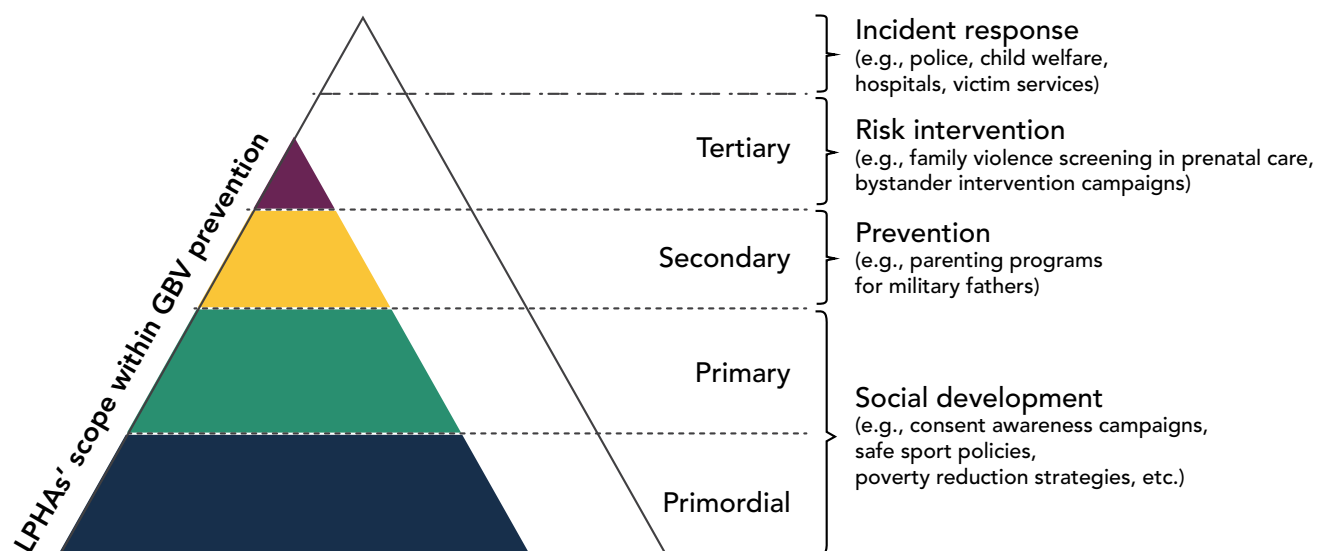 LPHAs’ scope within GBV prevention
Incident response
(e.g., police, child welfare,
hospitals, victim services)
Tertiary
Risk intervention
(e.g., family violence screening in prenatal care,
bystander intervention campaigns)
Secondary
Prevention
(e.g., parenting programs
for military fathers)
Primary
Social development
(e.g., consent awareness campaigns,
safe sport policies,
poverty reduction strategies, etc.)
Primordial